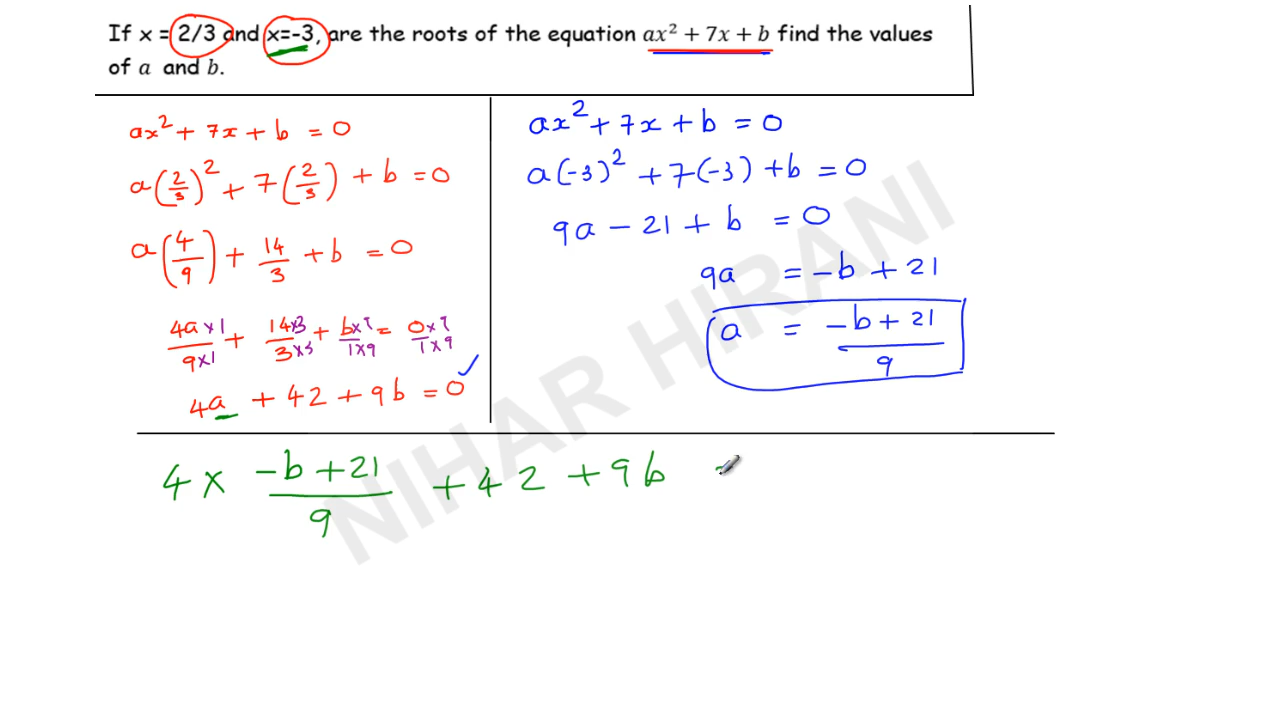 If x = 2/3 and x=-3, are the roots of the equation ax² + 7x + b find the values
of a and b.
ax² + 7x + b = 0
a(2/3)² + 7(2/3) + b = 0
a(4/9) + 14/3 + b = 0
4a×1/9×1 + 14×3/3×3 + b×9/1×9 = 0×9/1×9
4a + 42 + 9b = 0
ax² + 7x + b = 0
a(-3)² + 7(-3) + b = 0
9a - 21 + b = 0
9a = -b + 21
a = -b + 21/9
4 × -b + 21/9 + 42 + 9b
NIHAR HIRANI